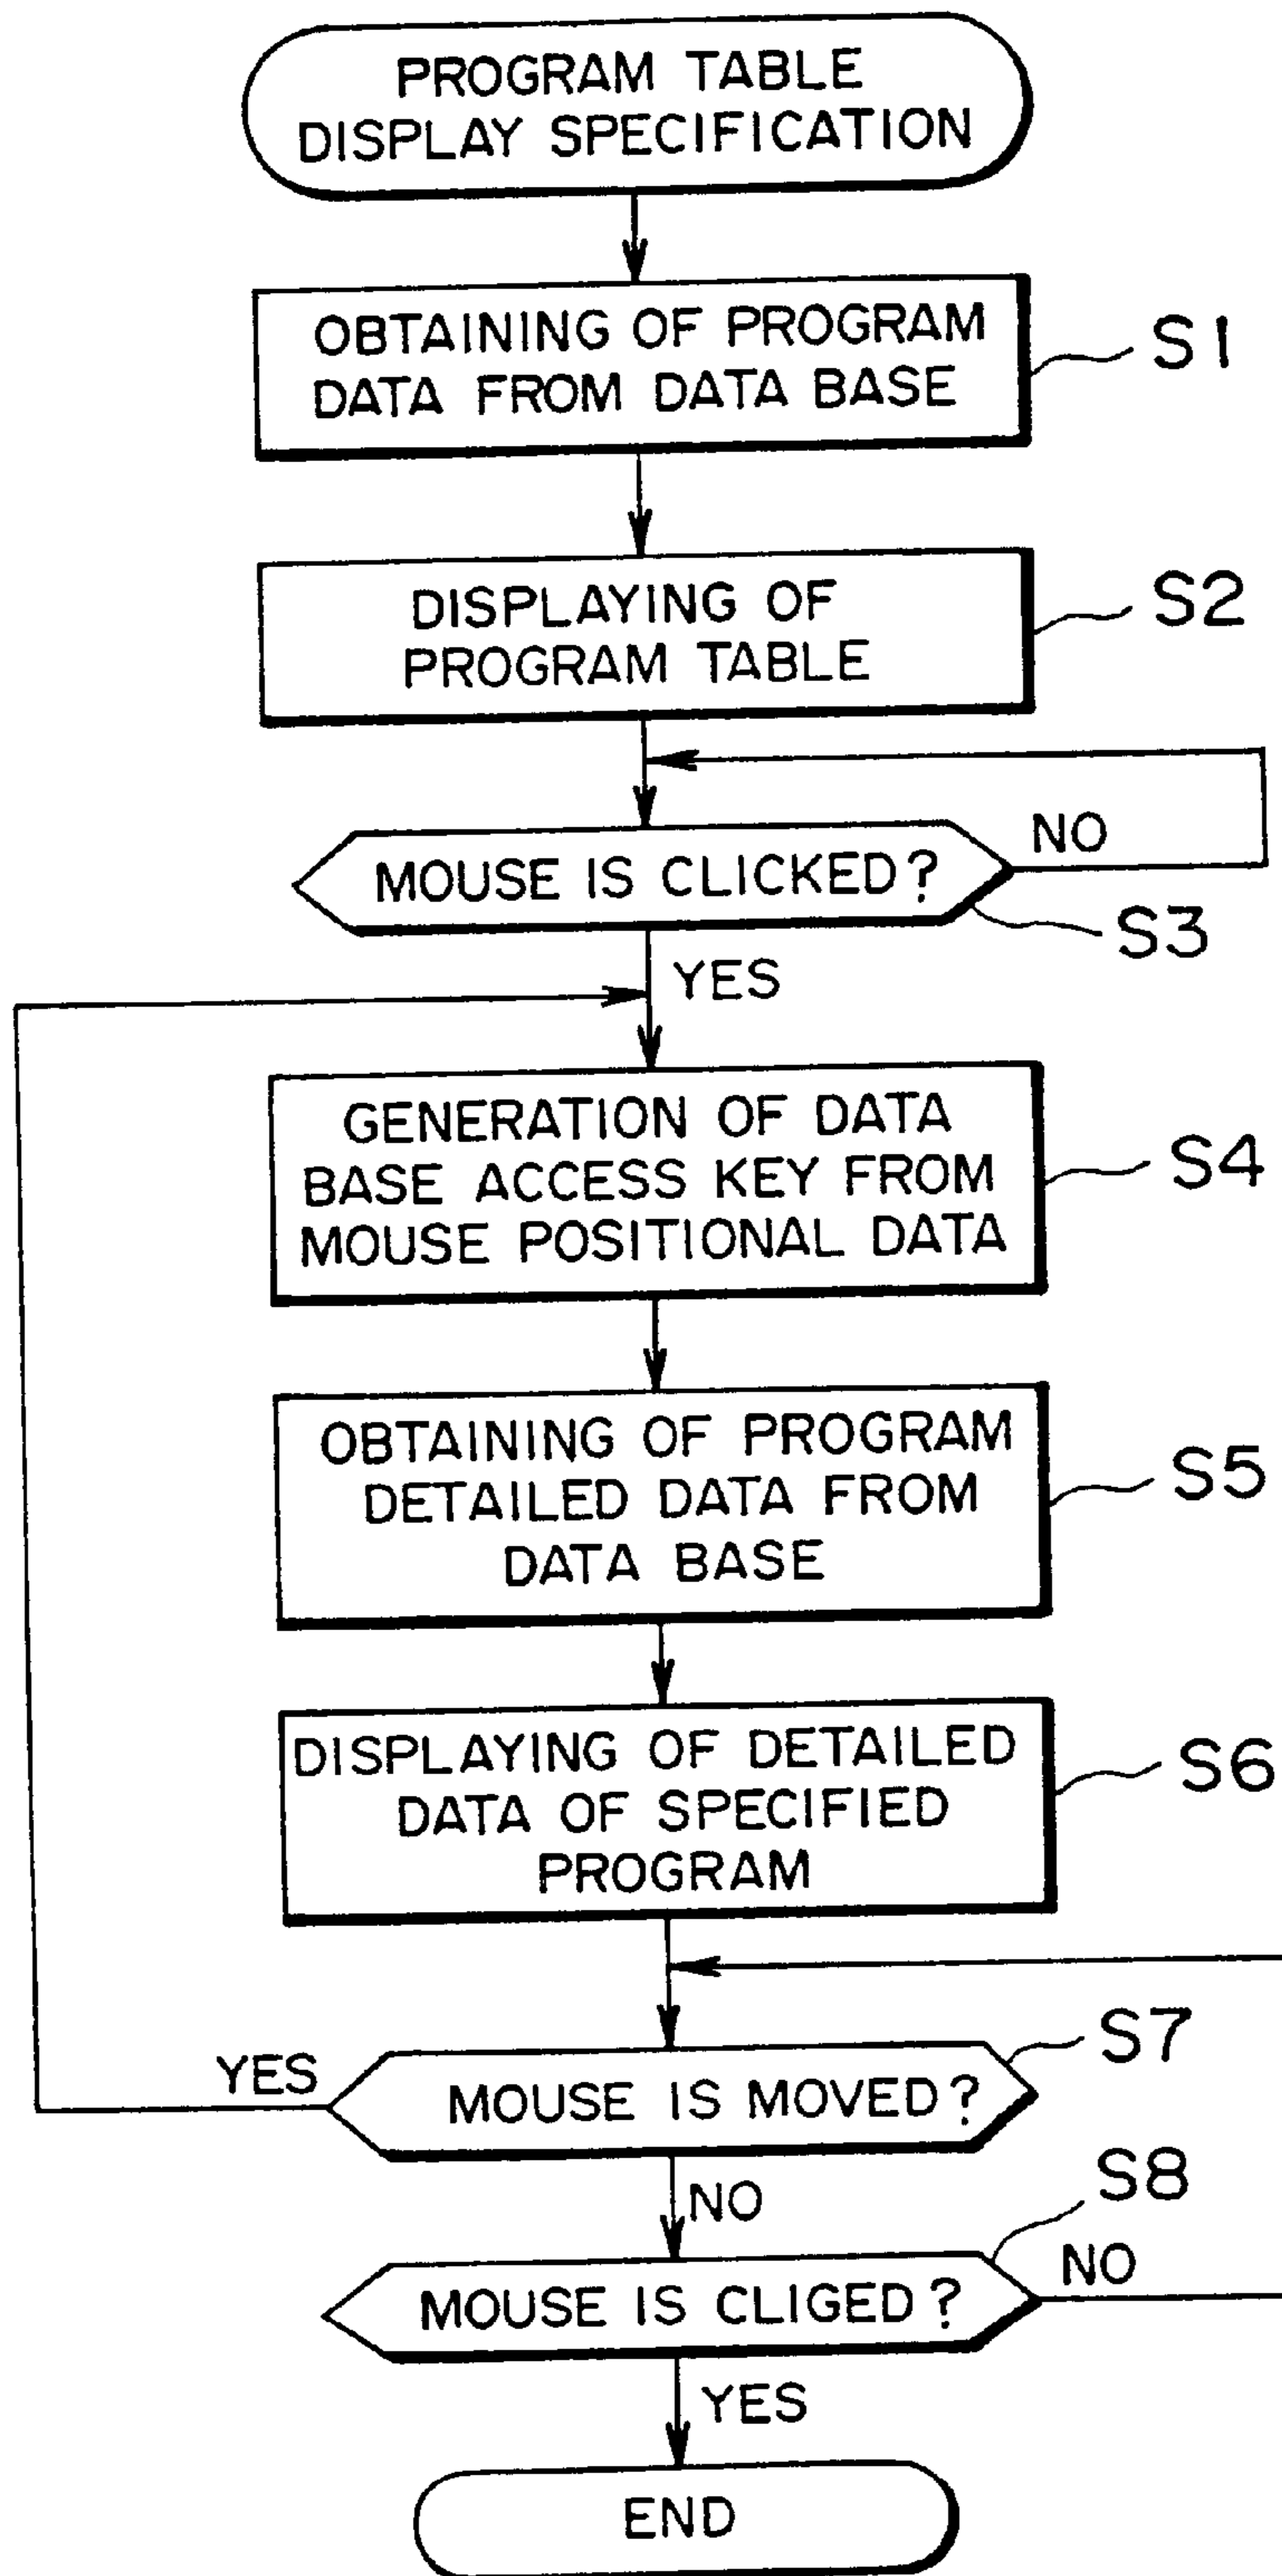 PROGRAM TABLE
DISPLAY SPECIFICATION
OBTAINING OF PROGRAM
DATA FROM DATA BASE
S1
DISPLAYING OF
PROGRAM TABLE
S2
MOUSE IS CLICKED?
NO
S3
YES
GENERATION OF DATA
BASE ACCESS KEY FROM
MOUSE POSITIONAL DATA
S4
OBTAINING OF PROGRAM
DETAILED DATA FROM
DATA BASE
S5
DISPLAYING OF DETAILED
DATA OF SPECIFIED
PROGRAM
S6
S7
YES
MOUSE IS MOVED?
NO
S8
MOUSE IS CLIGED?
NO
YES
END